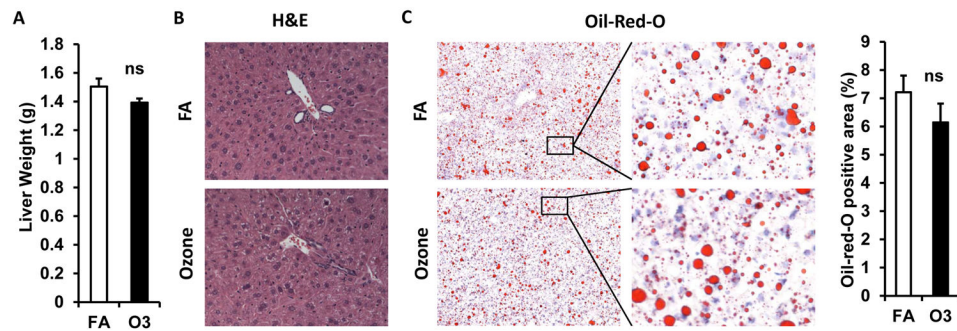 A
Liver Weight (g)
1.8
1.6
1.4
1.2
1
0.8
0.6
0.4
0.2
0
ns
FA O3
B
H&E
FA
Ozone
C
Oil-Red-O
FA
Ozone
Oil-red-O positive area (%)
9
8
7
6
5
4
3
2
1
0
ns
FA O3